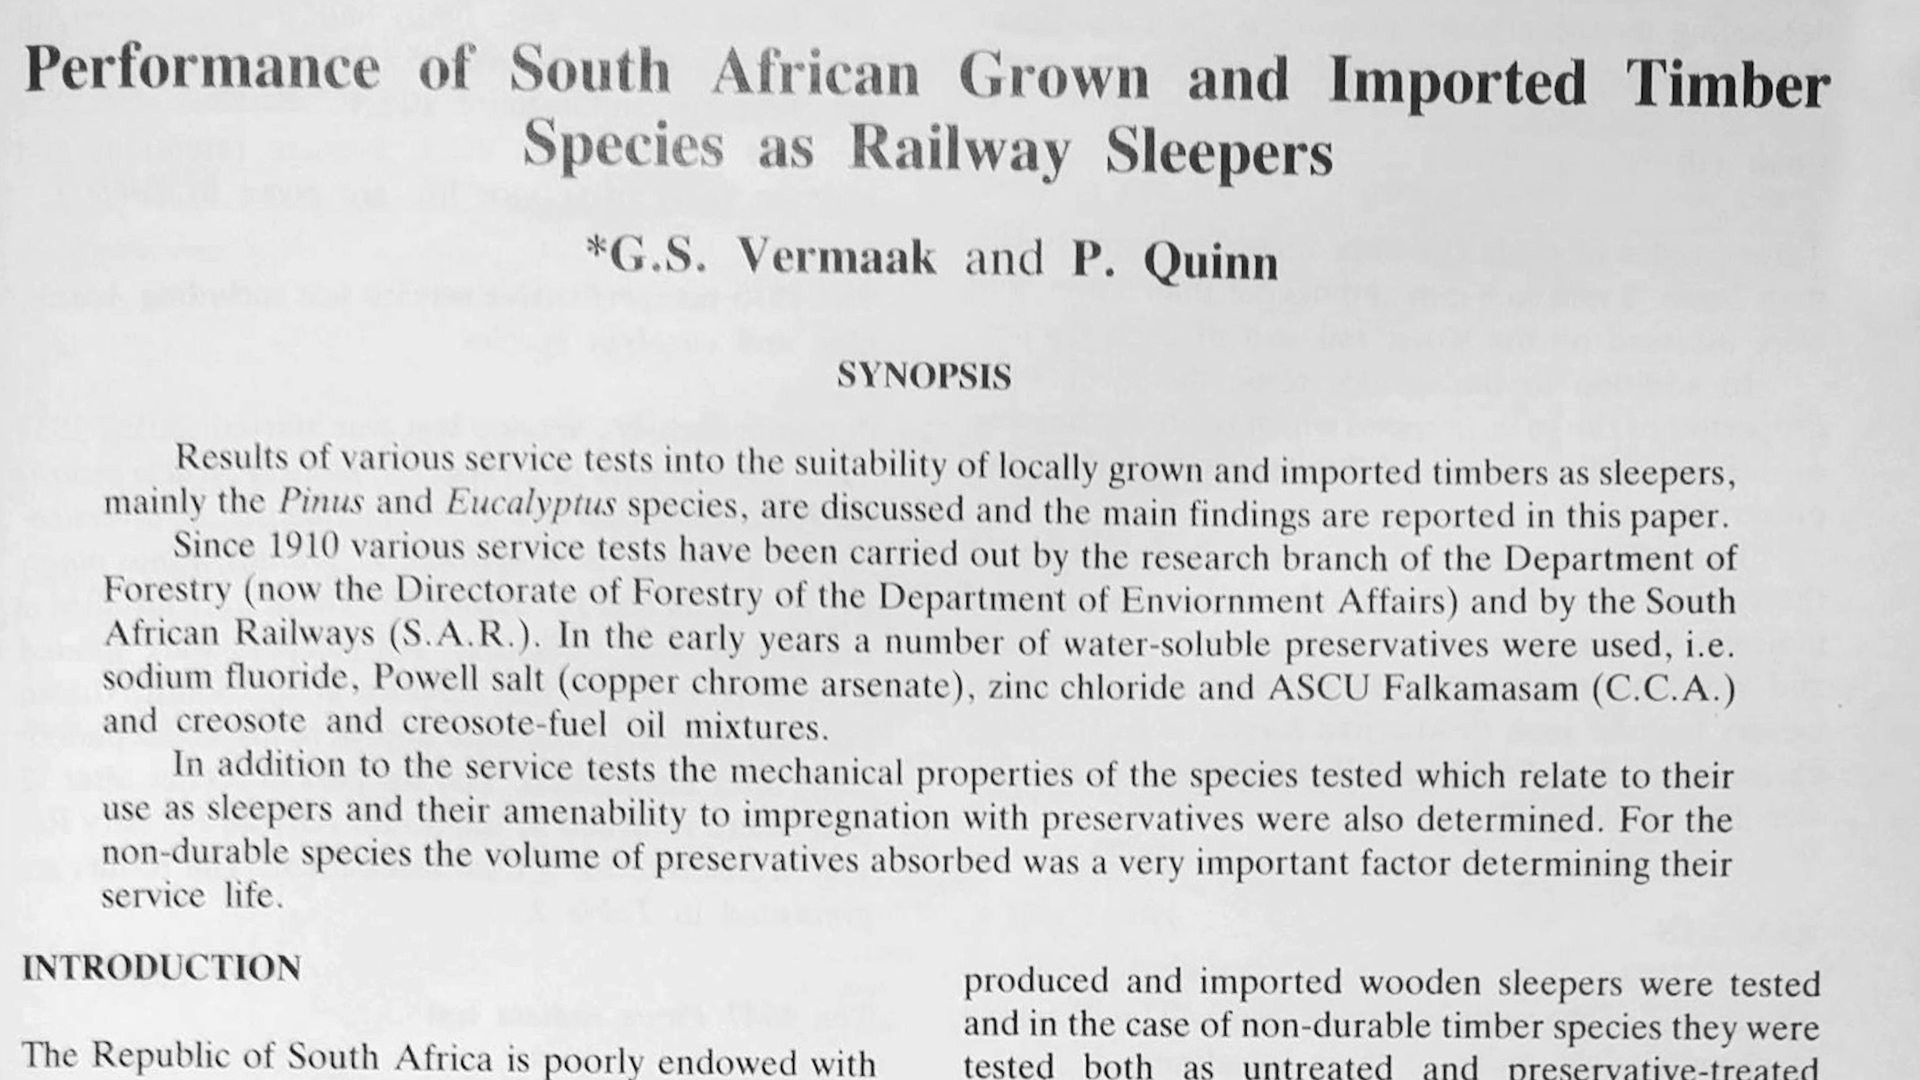 Performance of South African Grown and Imported Timber
Species as Railway Sleepers
*G.S. Vermaak and P. Quinn
SYNOPSIS
Results of various service tests into the suitability of locally grown and imported timbers as sleepers,
mainly the Pinus and Eucalyptus species, are discussed and the main findings are reported in this paper.
Since 1910 various service tests have been carried out by the research branch of the Department of
Forestry (now the Directorate of Forestry of the Department of Enviornment Affairs) and by the South
African Railways (S.A.R.). In the early years a number of water-soluble preservatives were used, i.e.
sodium fluoride, Powell salt (copper chrome arsenate), zinc chloride and ASCU Falkamasam (C.C.A.)
and creosote and creosote-fuel oil mixtures.
In addition to the service tests the mechanical properties of the species tested which relate to their
use as sleepers and their amenability to impregnation with preservatives were also determined. For the
non-durable species the volume of preservatives absorbed was a very important factor determining their
service life.
INTRODUCTION
The Republic of South Africa is poorly endowed with
produced and imported wooden sleepers were tested
and in the case of non-durable timber species they were
tested both as untreated and preservative-treated